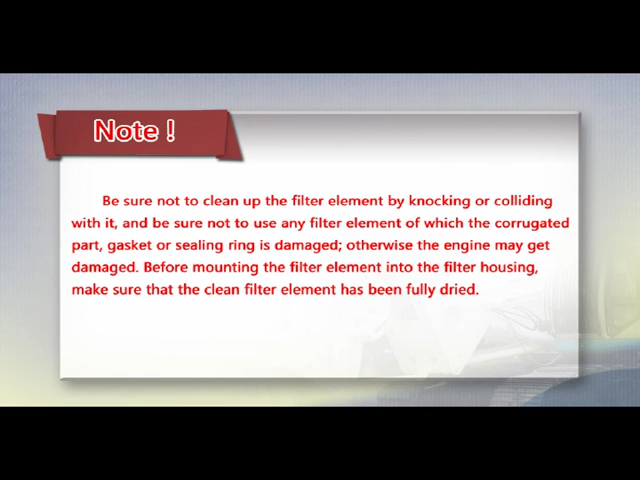 Note !
Be sure not to clean up the filter element by knocking or colliding
with it, and be sure not to use any filter element of which the corrugated
part, gasket or sealing ring is damaged; otherwise the engine may get
damaged. Before mounting the filter element into the filter housing,
make sure that the clean filter element has been fully dried.